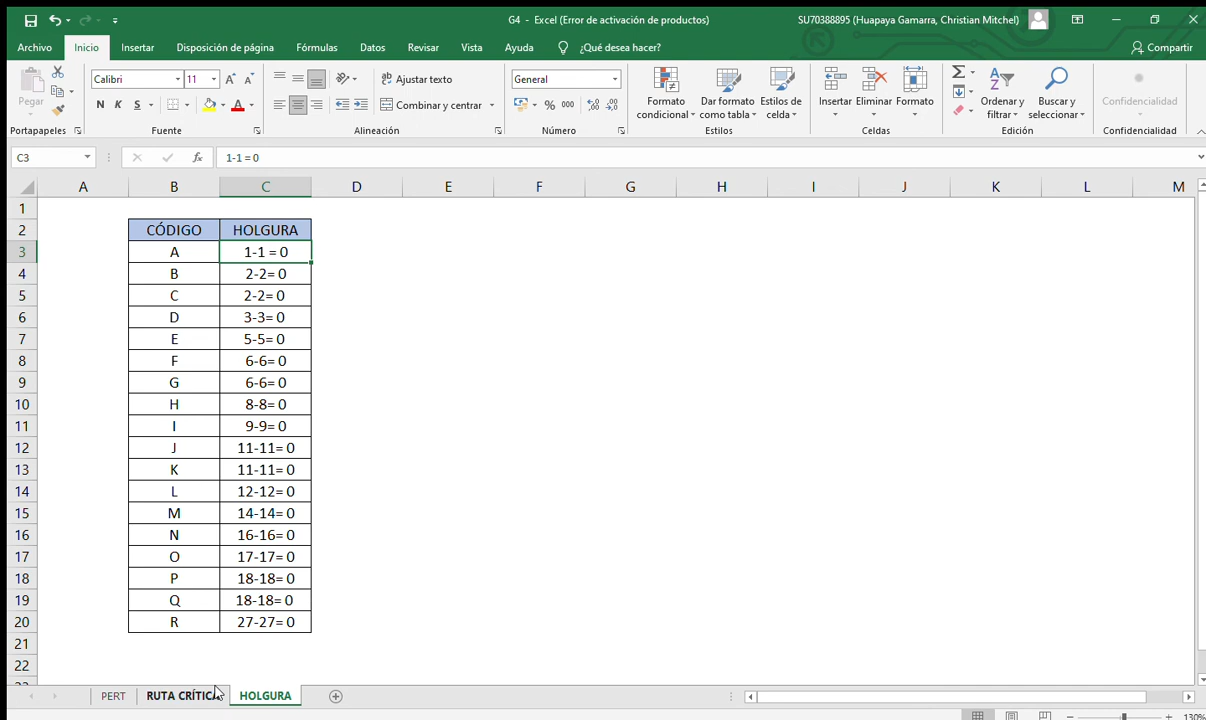 G4 - Excel (Error de activación de productos)
SU70388895 (Huapaya Gamarra, Christian Mitchel)
Archivo Inicio Insertar Disposición de página Fórmulas Datos Revisar Vista Ayuda ¿Qué desea hacer? Compartir
Pegar
Portapapeles
Calibri 11
N K S
Fuente
Ajustar texto
Combinar y centrar
Alineación
General
% 000
Número
Formato condicional
Dar formato como tabla
Estilos de celda
Estilos
Insertar Eliminar Formato
Celdas
Ordenar y filtrar
Buscar y seleccionar
Edición
Confidencialidad
Confidencialidad
C3 fx 1-1 = 0
A B C D E F G H I J K L M
1
2 CÓDIGO HOLGURA
3 A 1-1 = 0
4 B 2-2= 0
5 C 2-2= 0
6 D 3-3= 0
7 E 5-5= 0
8 F 6-6= 0
9 G 6-6= 0
10 H 8-8= 0
11 I 9-9= 0
12 J 11-11= 0
13 K 11-11= 0
14 L 12-12= 0
15 M 14-14= 0
16 N 16-16= 0
17 O 17-17= 0
18 P 18-18= 0
19 Q 18-18= 0
20 R 27-27= 0
21
22
PERT RUTA CRÍTICA HOLGURA
130%